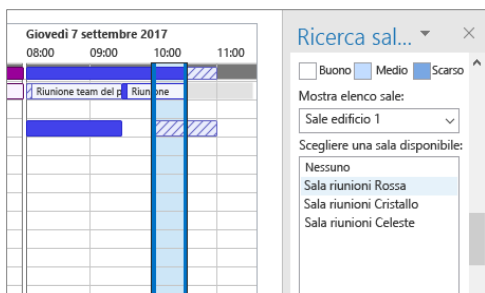 Giovedì 7 settembre 2017
08:00 09:00 10:00 11:00
Riunione team del p Riunione
Ricerca sal...
Buono Medio Scarso
Mostra elenco sale:
Sale edificio 1
Scegliere una sala disponibile:
Nessuno
Sala riunioni Rossa
Sala riunioni Cristallo
Sala riunioni Celeste